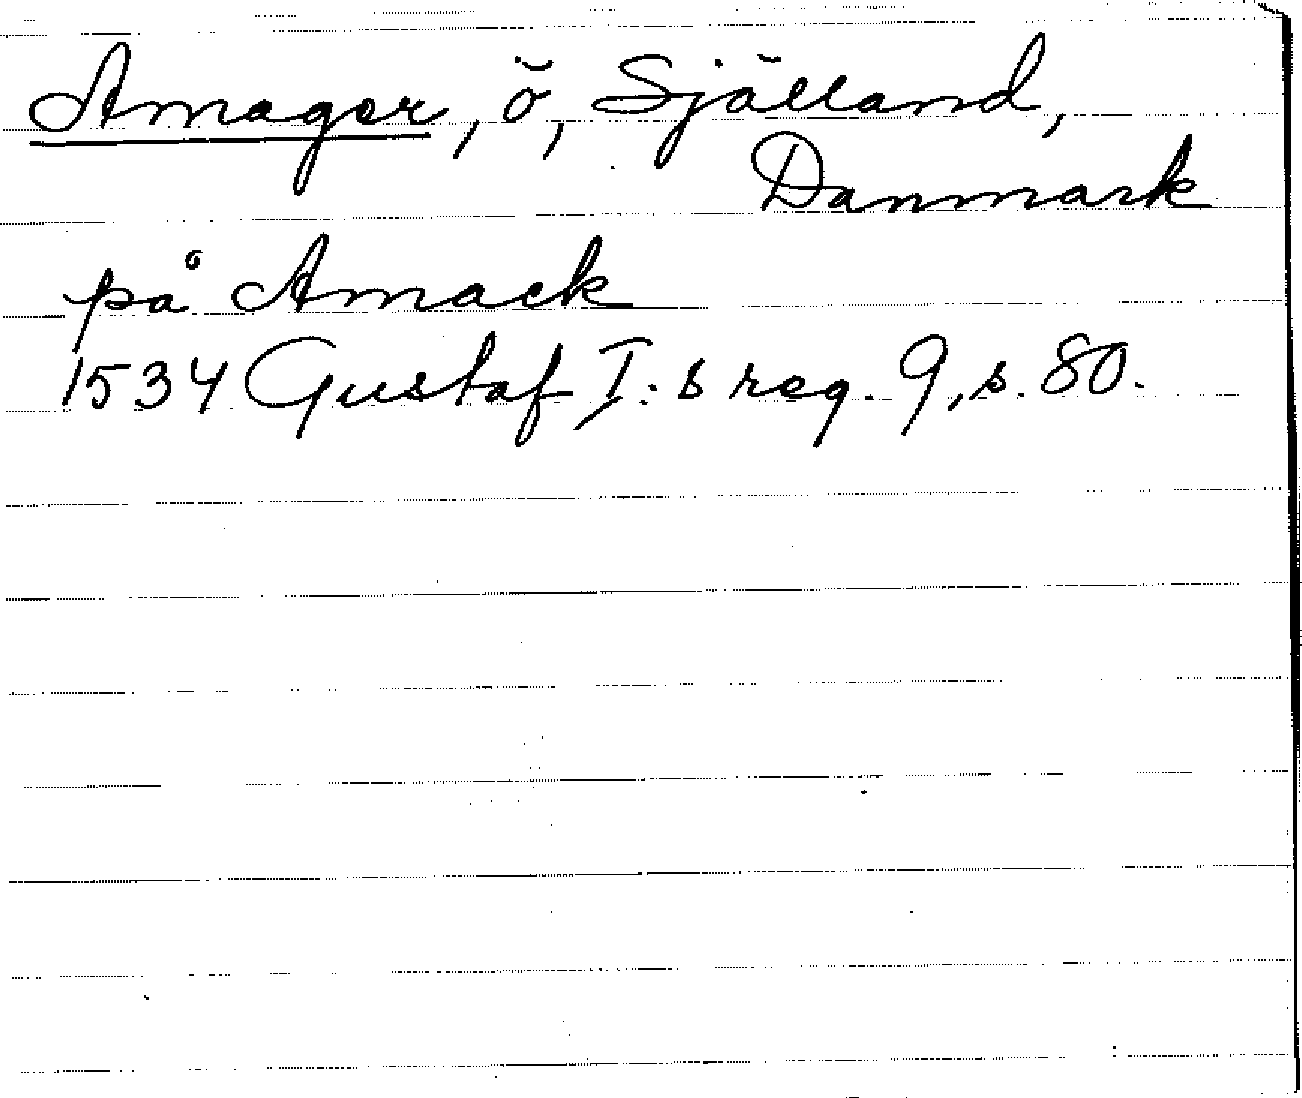 Amager, ö, Själland,
Danmark
på Amack
1534 Gustaf I:s reg. 9, s. 80.